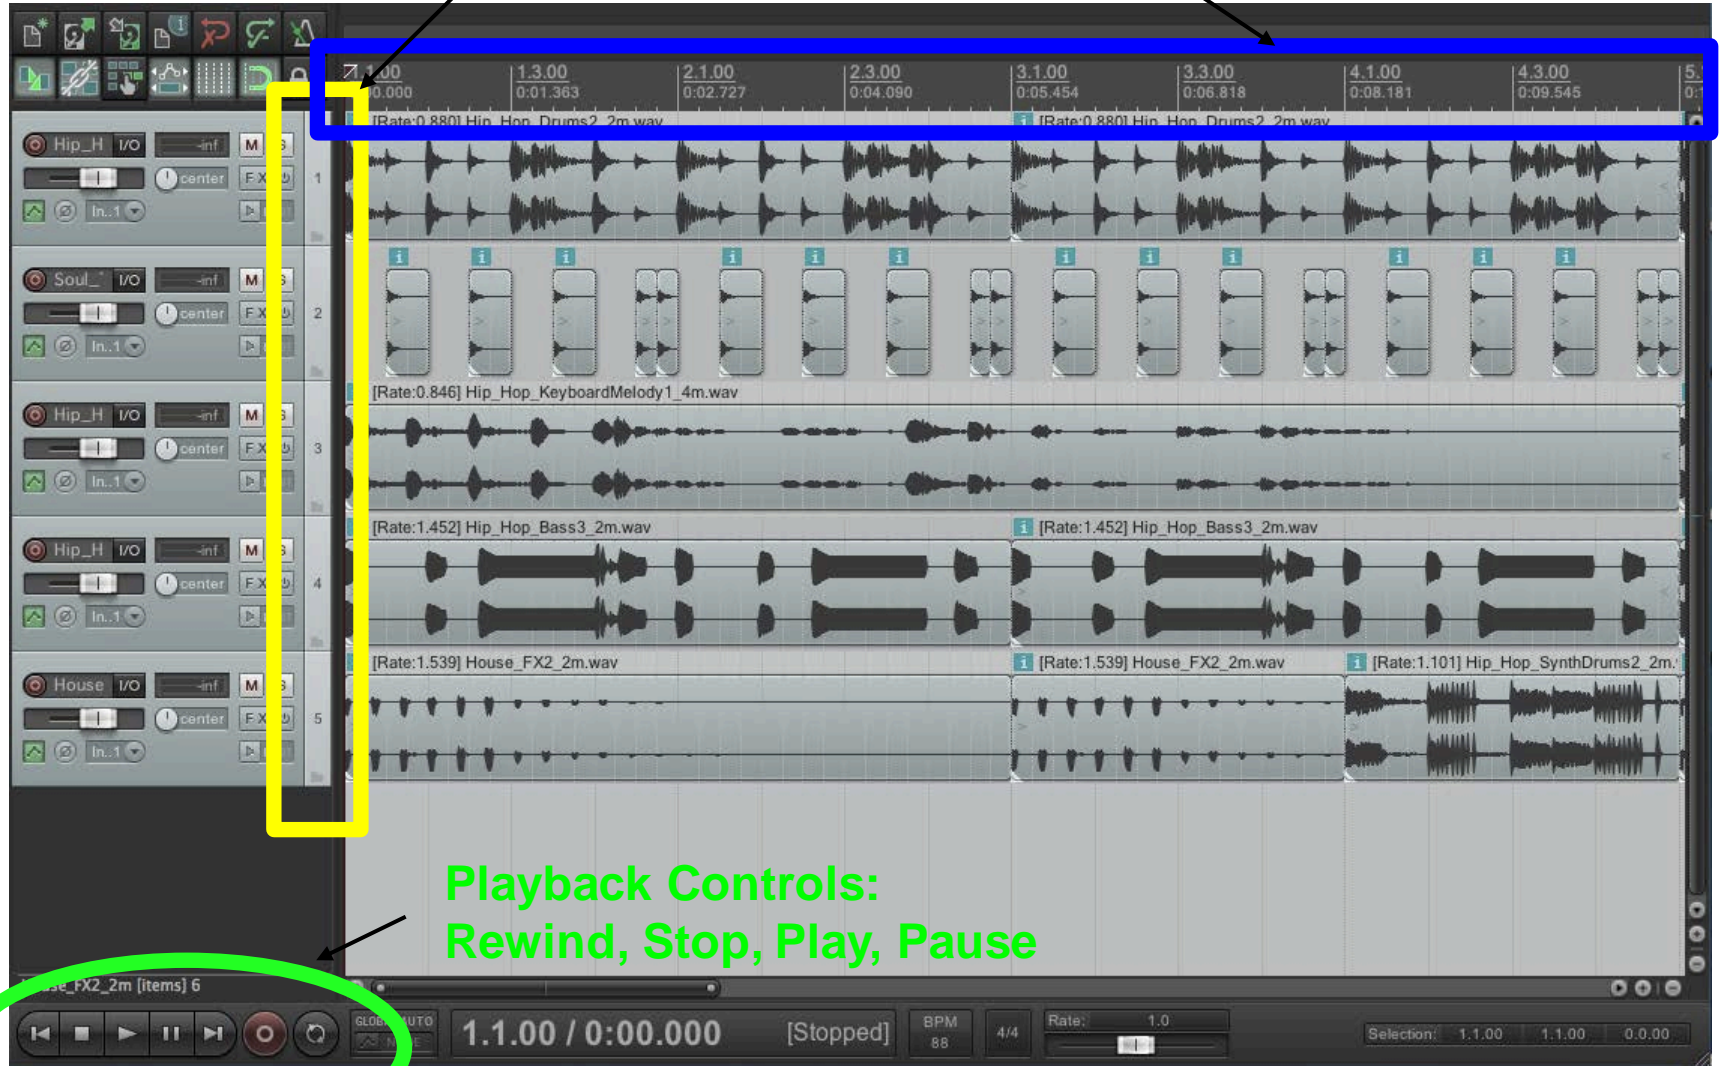 1.3.00 2.1.00 2.3.00 3.1.00 3.3.00 4.1.00 4.3.00 5.
0:01.363 0:02.727 0:04.090 0:05.454 0:06.818 0:08.181 0:09.545
[Rate:0.880] Hip_Hop_Drums2_2m.wav i [Rate:0.880] Hip_Hop_Drums2_2m.wav
Hip_H I/O -inf M S
center FX 1
In..1
i i i i i i i i i i i i
Soul_ I/O -inf M S
center FX 2
In..1
[Rate:0.846] Hip_Hop_KeyboardMelody1_4m.wav
Hip_H I/O -inf M S
center FX 3
In..1
[Rate:1.452] Hip_Hop_Bass3_2m.wav i [Rate:1.452] Hip_Hop_Bass3_2m.wav
Hip_H I/O -inf M S
center FX 4
In..1
[Rate:1.539] House_FX2_2m.wav i [Rate:1.539] House_FX2_2m.wav i [Rate:1.101] Hip_Hop_SynthDrums2_2m.
House I/O -inf M S
center FX 5
In..1
Playback Controls:
Rewind, Stop, Play, Pause
se_FX2_2m [items] 6
1.1.00 / 0:00.000 [Stopped] BPM 88 4/4 Rate: 1.0 Selection: 1.1.00 1.1.00 0.0.00